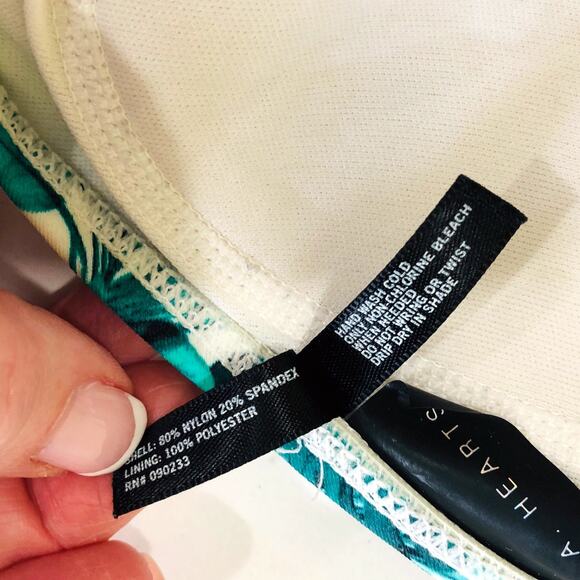 SHELL: 80% NYLON 20% SPANDEX
LINING: 100% POLYESTER
RN# 090233
HAND WASH COLD
ONLY NON-CHLORINE BLEACH
WHEN NEEDED
DO NOT WRING OR TWIST
DRIP DRY IN SHADE
A. HEARTS